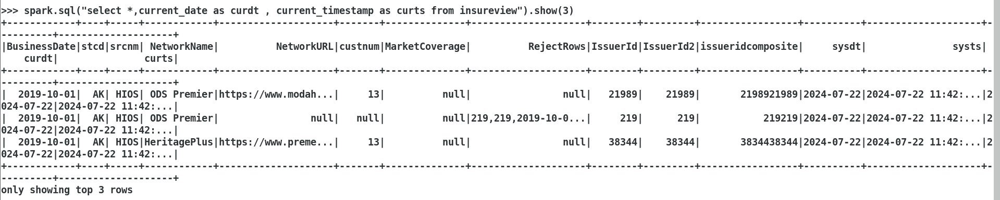 >>> spark.sql("select *,current_date as curdt , current_timestamp as curts from insureview").show(3)
+------------+----+-----+------------+--------------------+-------+--------------+--------------------+--------+---------+-----------------+----------+--------------------+-
---------+--------------------+
|BusinessDate|stcd|srcnm| NetworkName|          NetworkURL|custnum|MarketCoverage|          RejectRows|IssuerId|IssuerId2|issueridcomposite|     sysdt|               systs|
    curdt|               curts|
+------------+----+-----+------------+--------------------+-------+--------------+--------------------+--------+---------+-----------------+----------+--------------------+-
---------+--------------------+
|  2019-10-01|  AK| HIOS| ODS Premier|https://www.modah...|     13|          null|                null|   21989|    21989|       2198921989|2024-07-22|2024-07-22 11:42:...|2
024-07-22|2024-07-22 11:42:...|
|  2019-10-01|  AK| HIOS| ODS Premier|                null|   null|          null|219,219,2019-10-0...|     219|      219|           219219|2024-07-22|2024-07-22 11:42:...|2
024-07-22|2024-07-22 11:42:...|
|  2019-10-01|  AK| HIOS|HeritagePlus|https://www.preme...|     13|          null|                null|   38344|    38344|       3834438344|2024-07-22|2024-07-22 11:42:...|2
024-07-22|2024-07-22 11:42:...|
+------------+----+-----+------------+--------------------+-------+--------------+--------------------+--------+---------+-----------------+----------+--------------------+-
---------+--------------------+
only showing top 3 rows